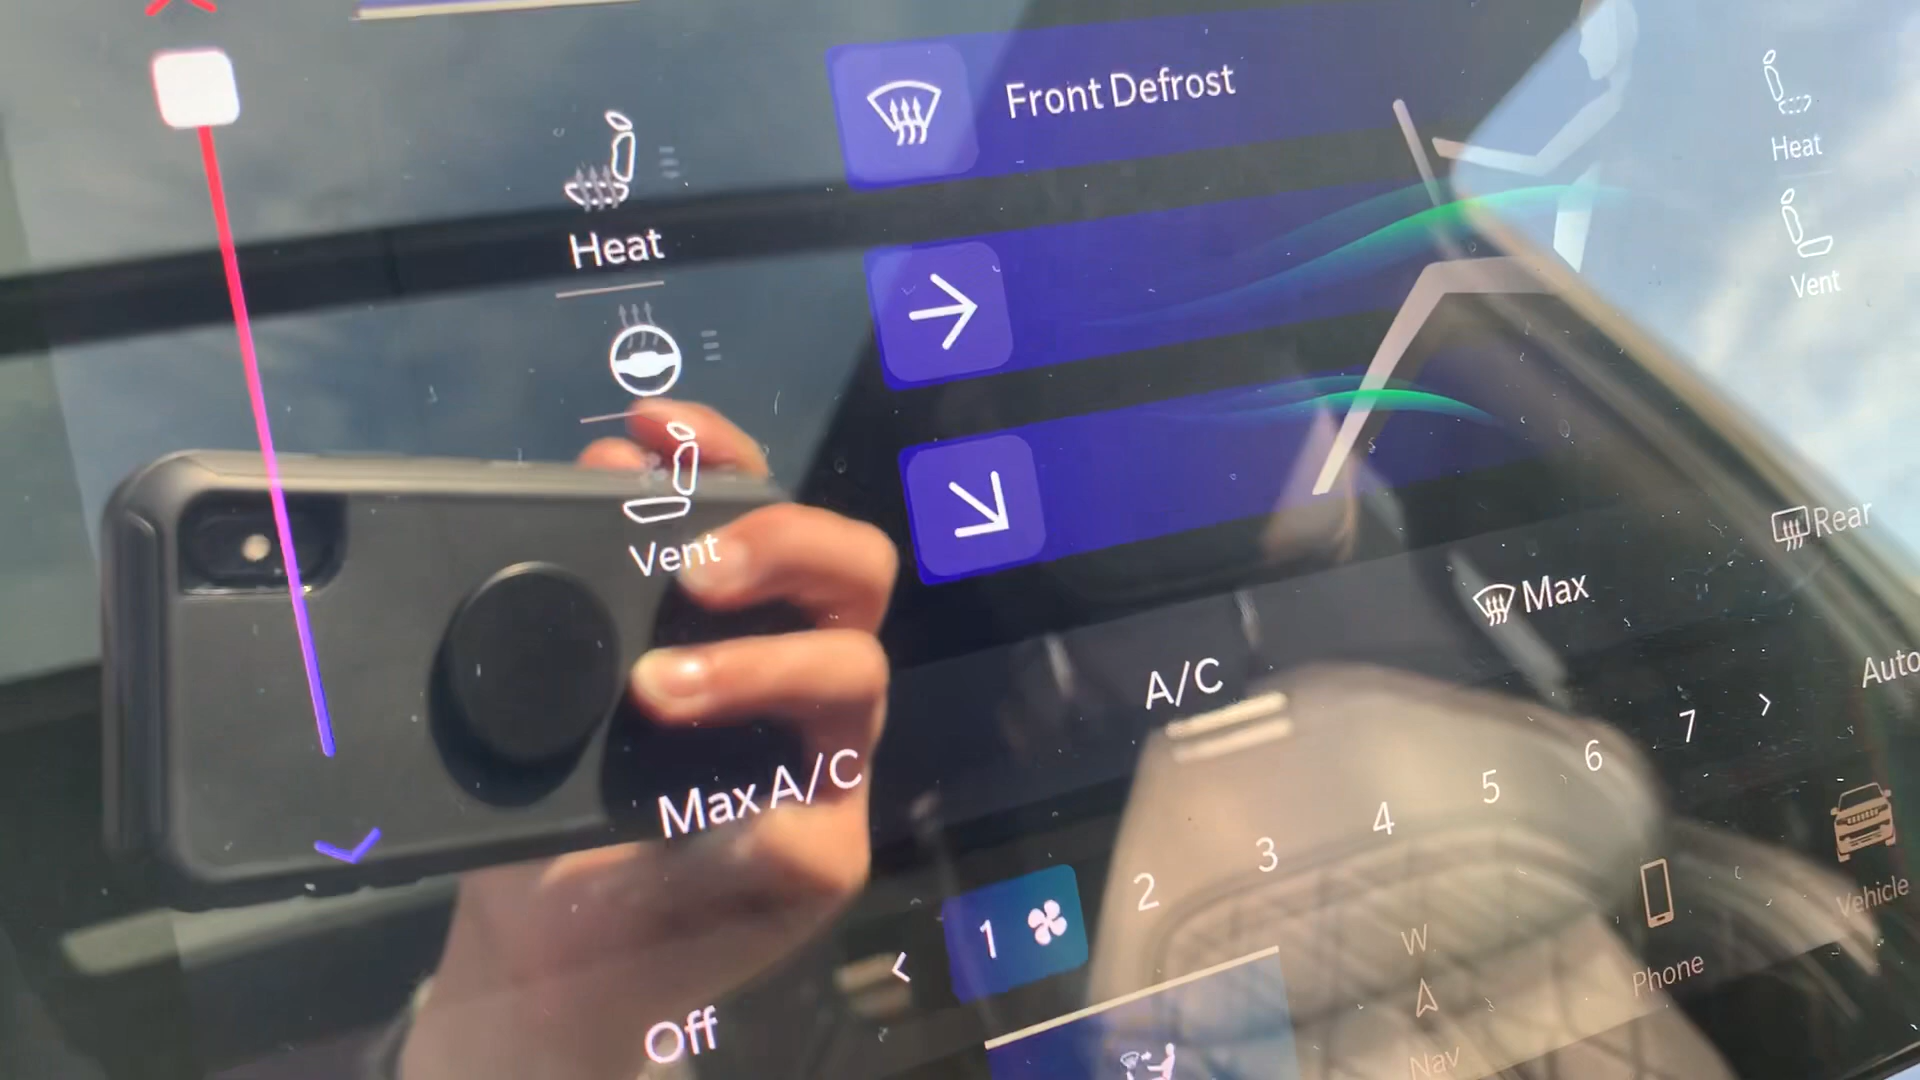 Front Defrost
Heat
Heat
Vent
Vent
Rear
Max
A/C
Auto
Max A/C
< 1 2 3 4 5 6 7 >
Off
W
Nav
Phone
Vehicle